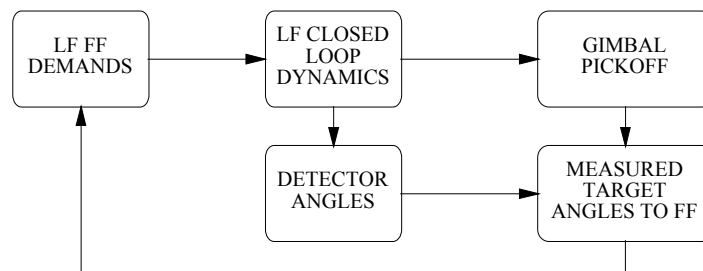 LF FF
DEMANDS
LF CLOSED
LOOP
DYNAMICS
GIMBAL
PICKOFF
DETECTOR
ANGLES
MEASURED
TARGET
ANGLES TO FF